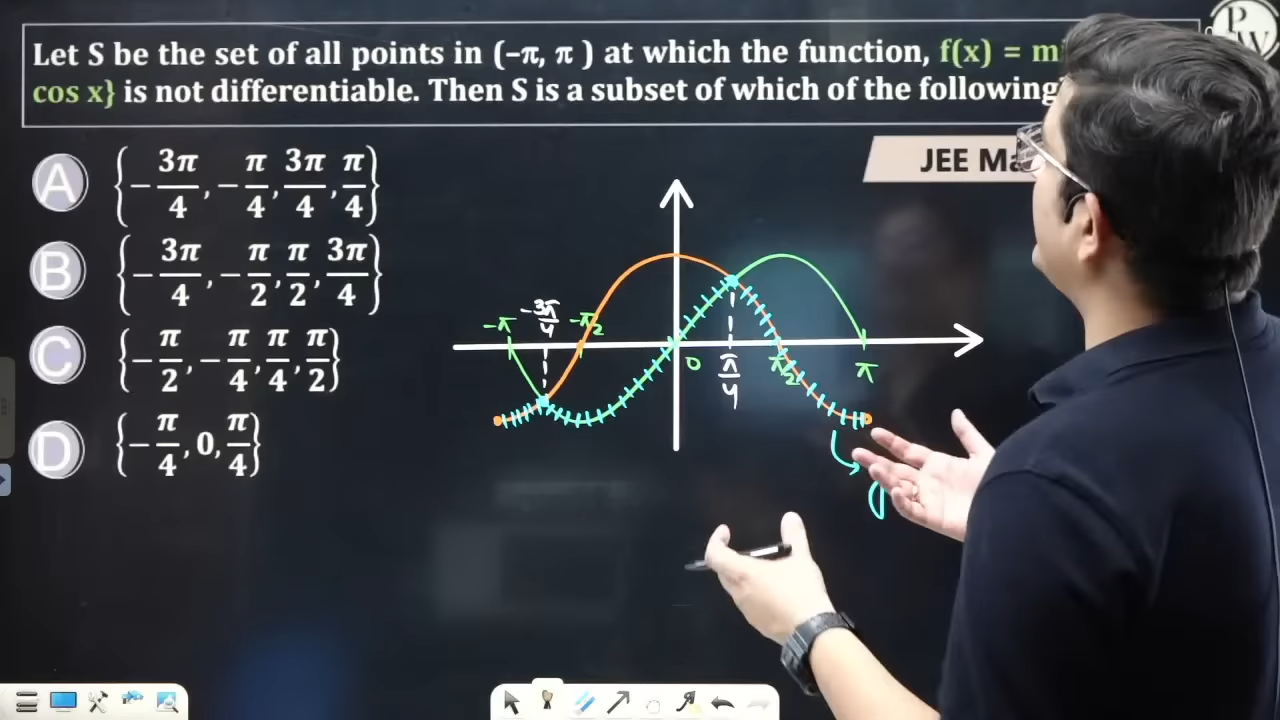 Let S be the set of all points in (−π, π ) at which the function, f(x) = m
cos x} is not differentiable. Then S is a subset of which of the following
JEE Ma
A {−3π/4, −π/4, 3π/4, π/4}
B {−3π/4, −π/2, π/2, 3π/4}
C {−π/2, −π/4, π/4, π/2}
D {−π/4, 0, π/4}
−π
−3π/4
−π/2
0
π/4
π/2
π
PW